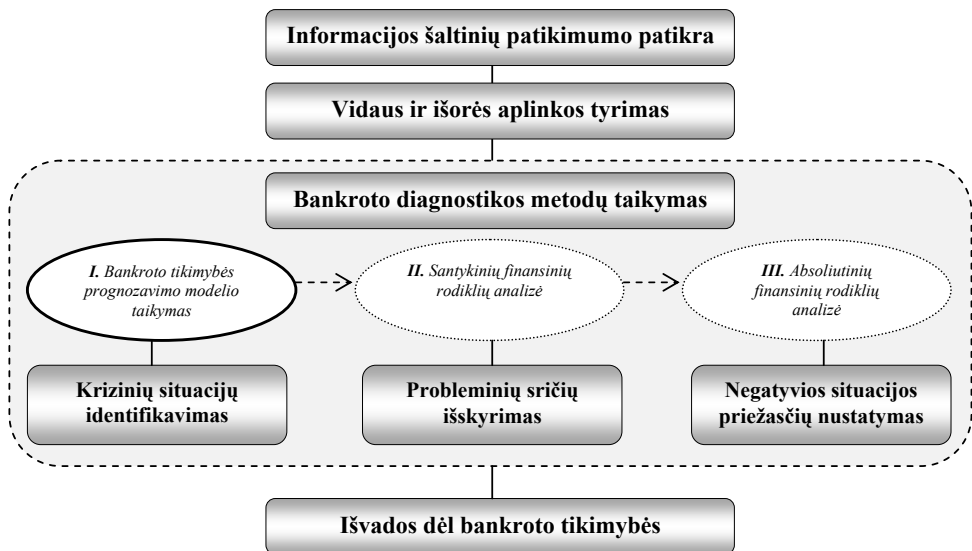 Informacijos šaltinių patikimumo patikra
Vidaus ir išorės aplinkos tyrimas
Bankroto diagnostikos metodų taikymas
I. Bankroto tikimybės
prognozavimo modelio
taikymas
II. Santykinių finansinių
rodiklių analizė
III. Absoliutinių
finansinių rodiklių
analizė
Krizinių situacijų
identifikavimas
Probleminių sričių
išskyrimas
Negatyvios situacijos
priežasčių nustatymas
Išvados dėl bankroto tikimybės